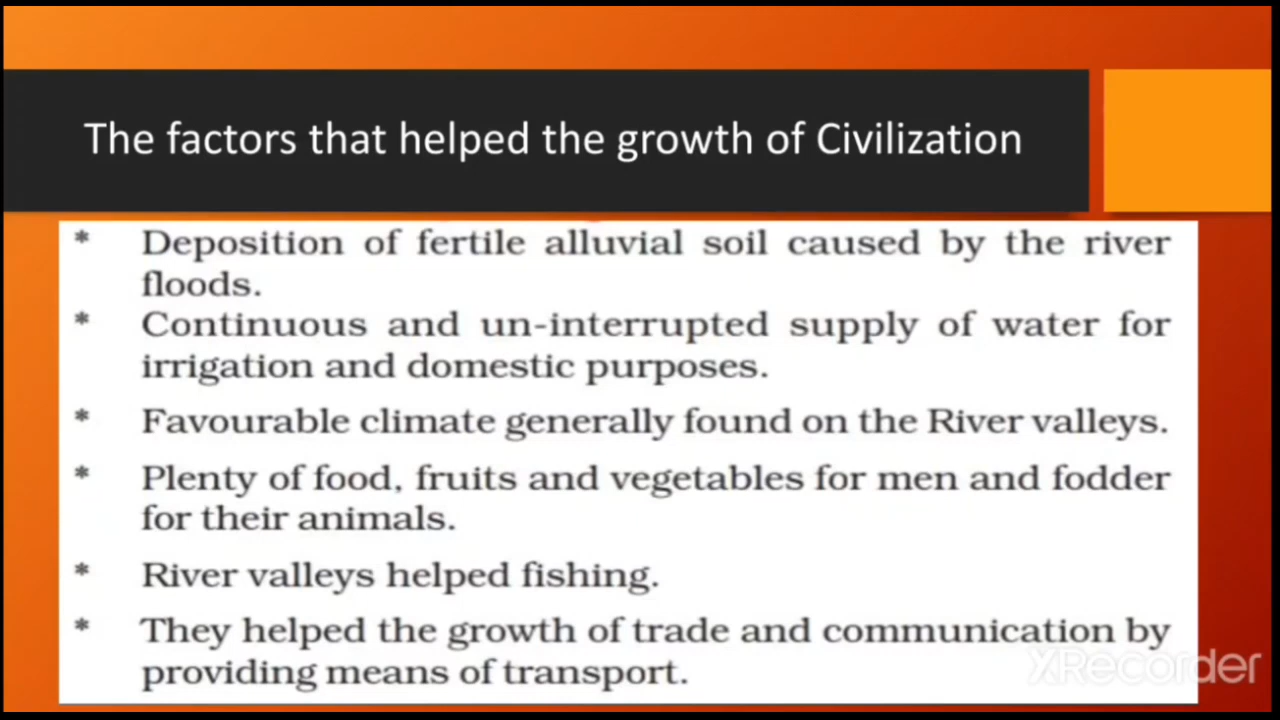 The factors that helped the growth of Civilization
* Deposition of fertile alluvial soil caused by the river
floods.
* Continuous and un-interrupted supply of water for
irrigation and domestic purposes.
* Favourable climate generally found on the River valleys.
* Plenty of food, fruits and vegetables for men and fodder
for their animals.
* River valleys helped fishing.
* They helped the growth of trade and communication by
providing means of transport.
XRecorder